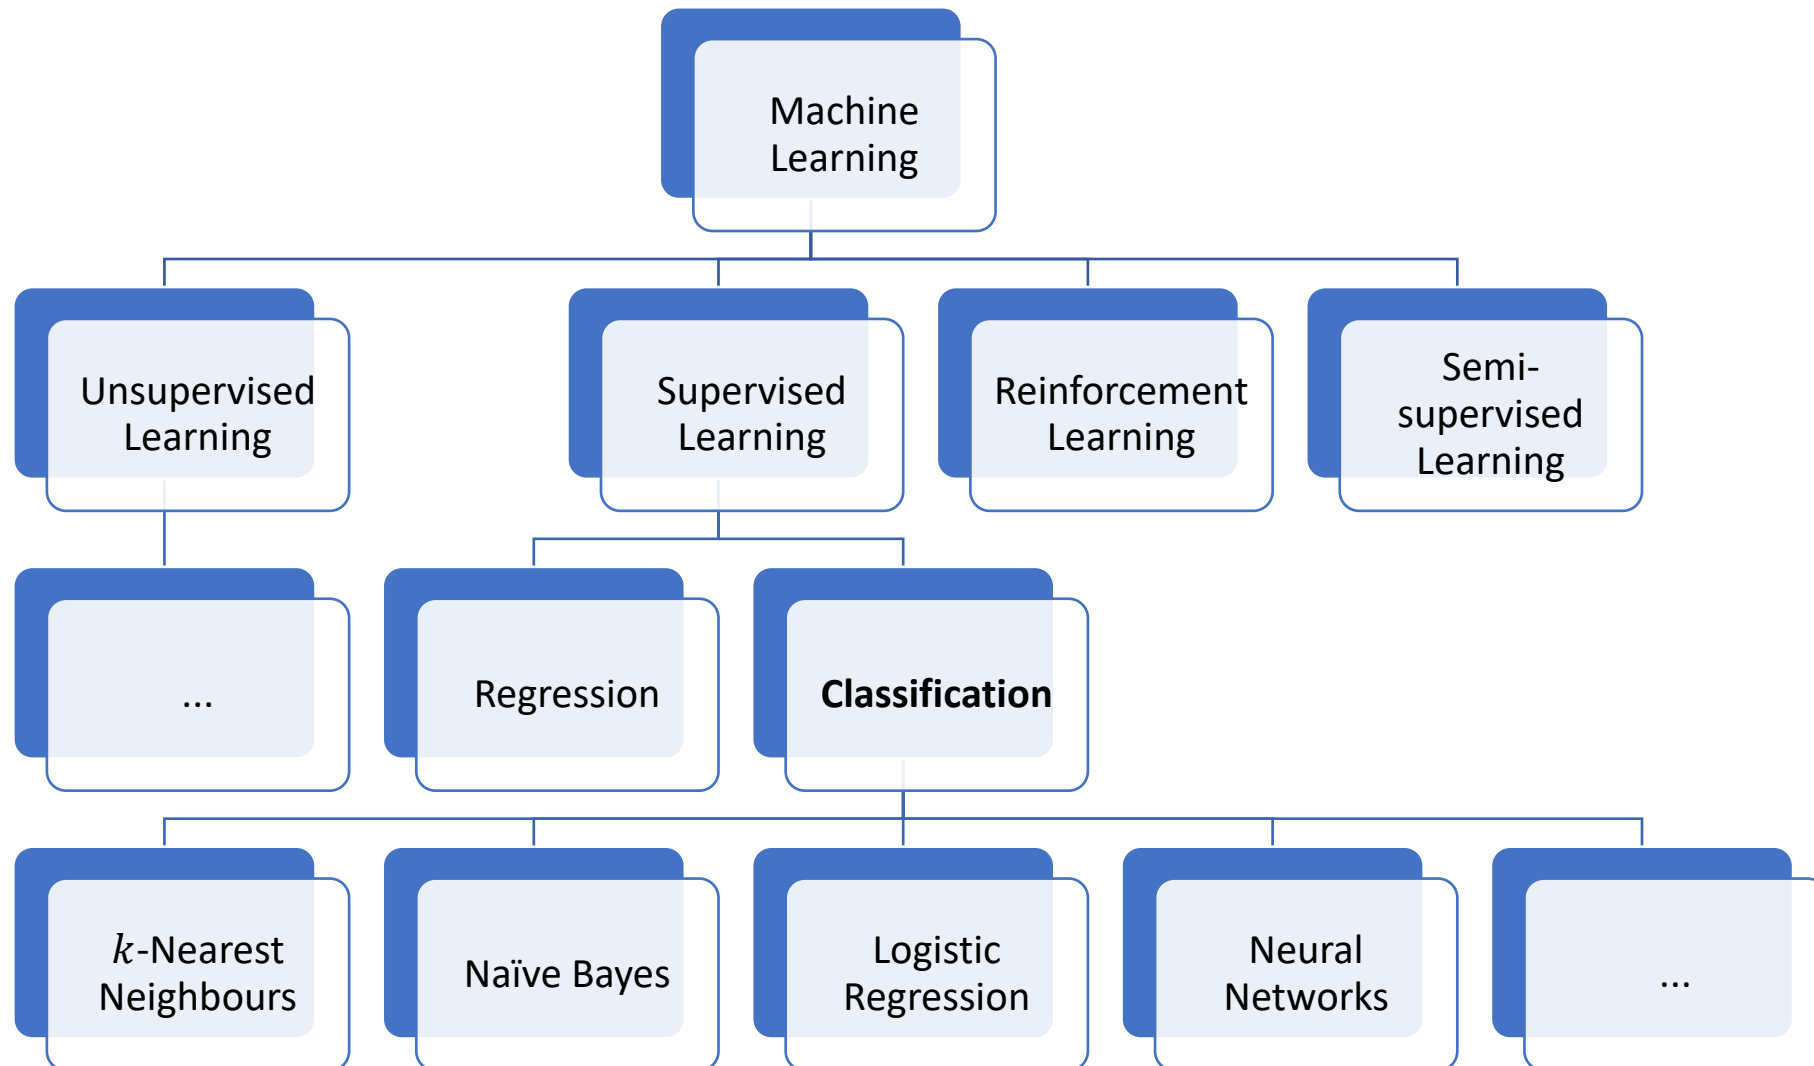 Machine
Learning
Unsupervised
Learning
Supervised
Learning
Reinforcement
Learning
Semi-
supervised
Learning
...
Regression
Classification
k-Nearest
Neighbours
Naïve Bayes
Logistic
Regression
Neural
Networks
...